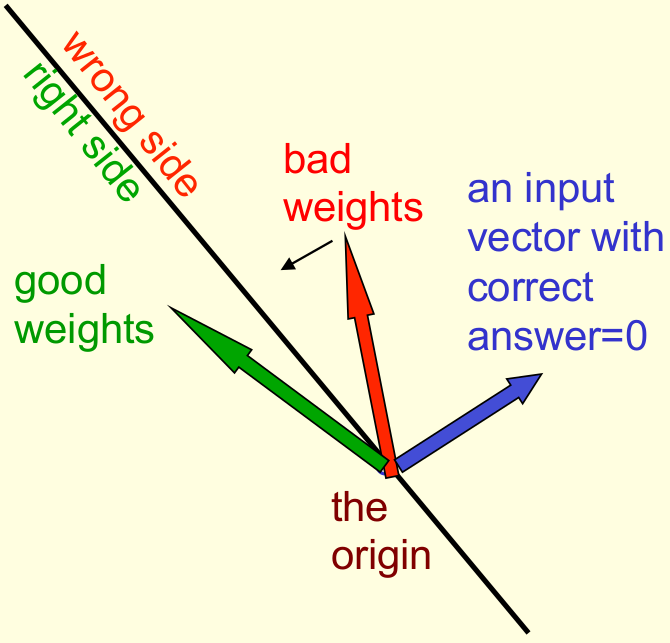 wrong side
right side
bad
weights
an input
vector with
correct
answer=0
good
weights
the
origin